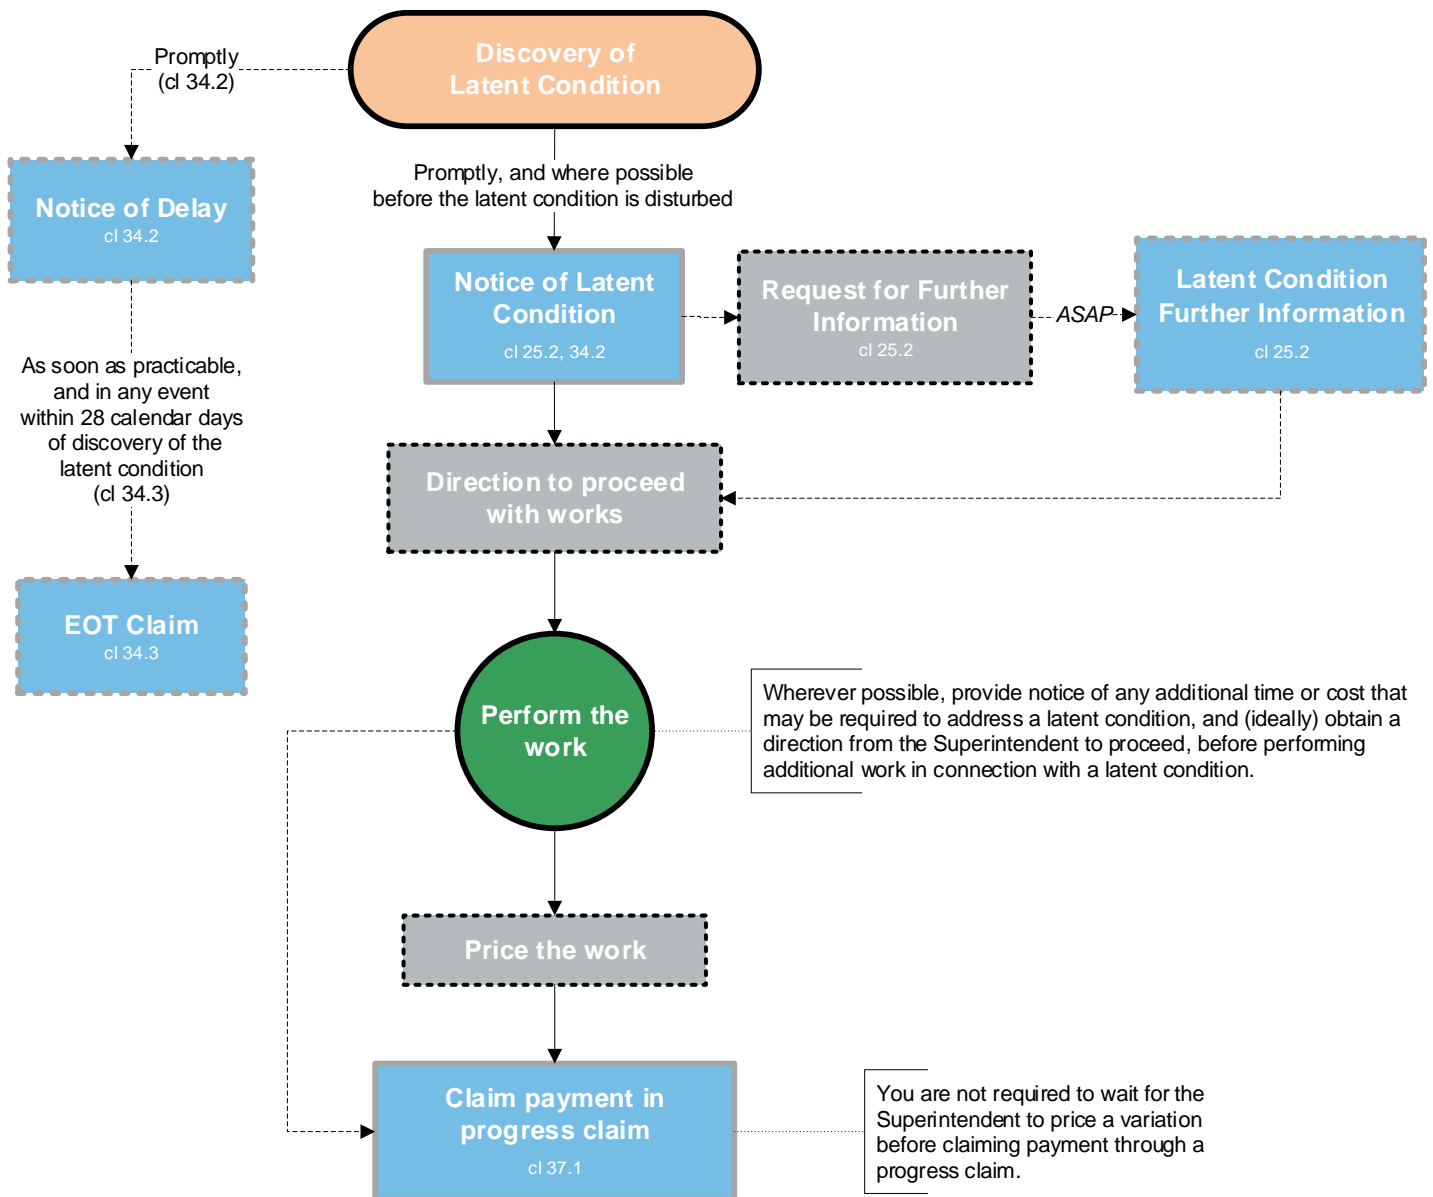 Discovery of
Latent Condition
Promptly
(cl 34.2)
Promptly, and where possible
before the latent condition is disturbed
Notice of Delay
cl 34.2
Notice of Latent
Condition
cl 25.2, 34.2
Request for Further
Information
cl 25.2
ASAP
Latent Condition
Further Information
cl 25.2
As soon as practicable,
and in any event
within 28 calendar days
of discovery of the
latent condition
(cl 34.3)
Direction to proceed
with works
EOT Claim
cl 34.3
Perform the
work
Wherever possible, provide notice of any additional time or cost that
may be required to address a latent condition, and (ideally) obtain a
direction from the Superintendent to proceed, before performing
additional work in connection with a latent condition.
Price the work
Claim payment in
progress claim
cl 37.1
You are not required to wait for the
Superintendent to price a variation
before claiming payment through a
progress claim.